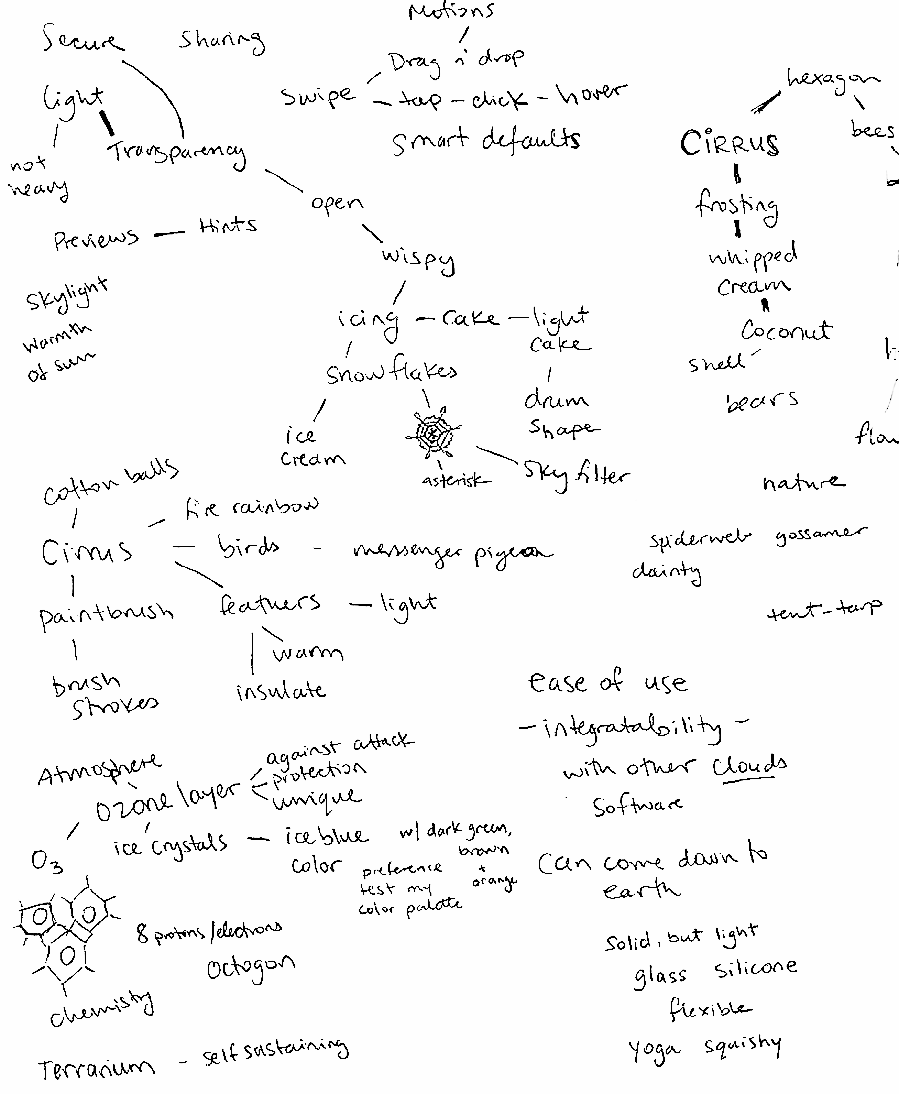 Motions
Secure Sharing
Drag n' drop
Swipe – tap – click – hover
light
smart defaults
Transparency
not
heavy
open
Previews — Hints
wispy
Skylight
warmth
of sun
icing – cake – light
cake
snowflakes
drum
shape
ice
cream
asterisk
sky filter
hexagon
bees
CIRRUS
frosting
whipped
cream
coconut
shell
bears
nature
spiderweb gossamer
dainty
tent-tarp
cotton balls
fire rainbow
Cirrus – birds - messenger pigeon
paintbrush
feathers – light
warm
insulate
brush
strokes
ease of use
– integratability –
with other clouds
software
Can come down to
earth
Solid, but light
glass silicone
flexible
yoga squishy
Atmosphere
against attack
protection
unique
Ozone layer
O3
ice crystals – ice blue
color
w/ dark green,
brown
+
orange
preference
test my
color palette
8 protons/electrons
Octagon
chemistry
Terrarium - self sustaining